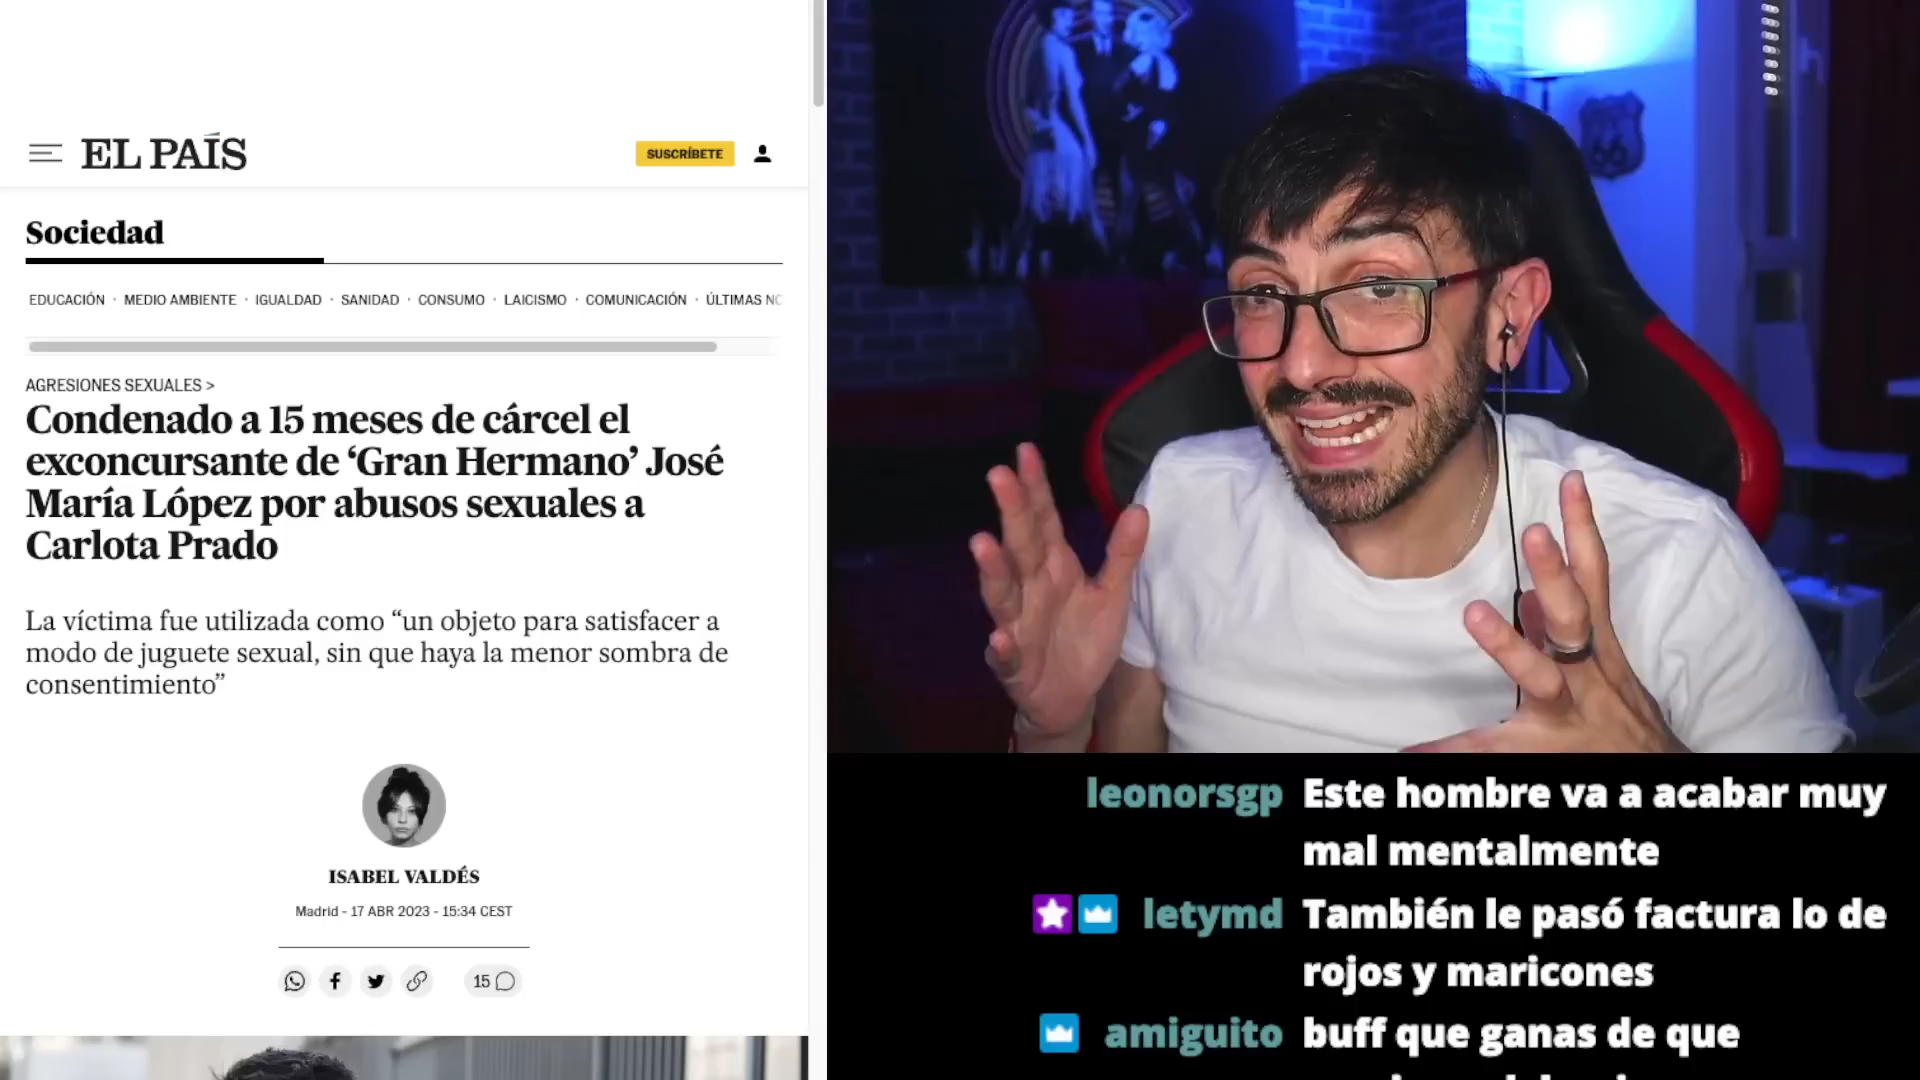 EL PAÍS
SUSCRÍBETE
Sociedad
EDUCACIÓN · MEDIO AMBIENTE · IGUALDAD · SANIDAD · CONSUMO · LAICISMO · COMUNICACIÓN · ÚLTIMAS
AGRESIONES SEXUALES >
Condenado a 15 meses de cárcel el
exconcursante de ‘Gran Hermano’ José
María López por abusos sexuales a
Carlota Prado
La víctima fue utilizada como “un objeto para satisfacer a
modo de juguete sexual, sin que haya la menor sombra de
consentimiento”
ISABEL VALDÉS
Madrid - 17 ABR 2023 - 15:34 CEST
15
66
leonorsgp Este hombre va a acabar muy
mal mentalmente
letymd También le pasó factura lo de
rojos y maricones
amiguito buff que ganas de que